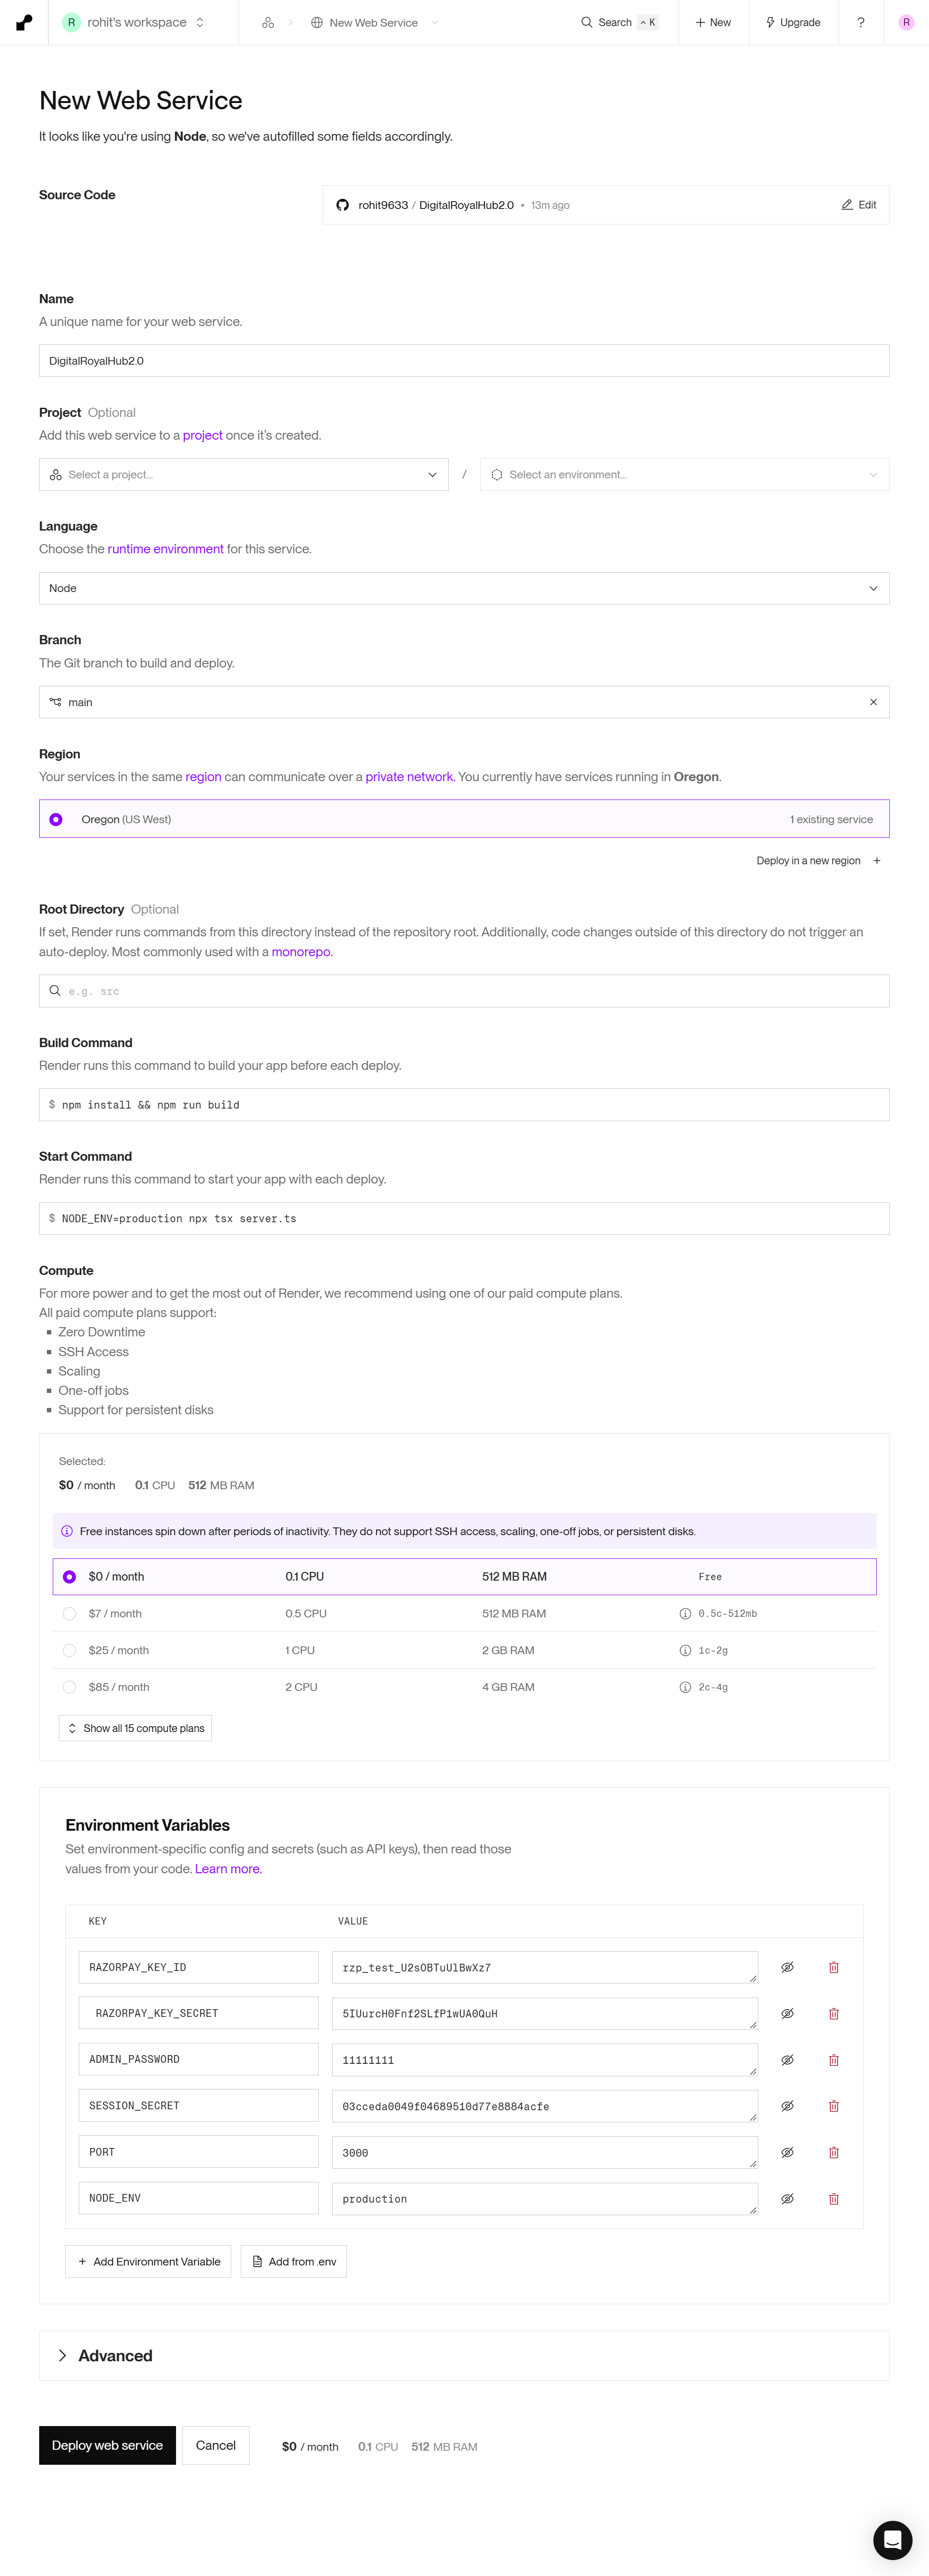 R rohit's workspace New Web Service Search ^ K + New Upgrade ? R
New Web Service
It looks like you're using Node, so we've autofilled some fields accordingly.
Source Code
rohit9633 / DigitalRoyalHub2.0 • 13m ago Edit
Name
A unique name for your web service.
DigitalRoyalHub2.0
Project Optional
Add this web service to a project once it's created.
Select a project... / Select an environment...
Language
Choose the runtime environment for this service.
Node
Branch
The Git branch to build and deploy.
main
Region
Your services in the same region can communicate over a private network. You currently have services running in Oregon.
Oregon (US West) 1 existing service
Deploy in a new region +
Root Directory Optional
If set, Render runs commands from this directory instead of the repository root. Additionally, code changes outside of this directory do not trigger an
auto-deploy. Most commonly used with a monorepo.
e.g. src
Build Command
Render runs this command to build your app before each deploy.
$ npm install && npm run build
Start Command
Render runs this command to start your app with each deploy.
$ NODE_ENV=production npx tsx server.ts
Compute
For more power and to get the most out of Render, we recommend using one of our paid compute plans.
All paid compute plans support:
Zero Downtime
SSH Access
Scaling
One-off jobs
Support for persistent disks
Selected:
$0 / month 0.1 CPU 512 MB RAM
Free instances spin down after periods of inactivity. They do not support SSH access, scaling, one-off jobs, or persistent disks.
$0 / month 0.1 CPU 512 MB RAM Free
$7 / month 0.5 CPU 512 MB RAM 0.5c-512mb
$25 / month 1 CPU 2 GB RAM 1c-2g
$85 / month 2 CPU 4 GB RAM 2c-4g
Show all 15 compute plans
Environment Variables
Set environment-specific config and secrets (such as API keys), then read those
values from your code. Learn more.
KEY VALUE
RAZORPAY_KEY_ID rzp_test_U2sOBTuUlBwXz7
RAZORPAY_KEY_SECRET 5IUurcH0Fnf2SLfP1wUA0QuH
ADMIN_PASSWORD 11111111
SESSION_SECRET 03cceda0049f04689510d77e8884acfe
PORT 3000
NODE_ENV production
+ Add Environment Variable Add from .env
Advanced
Deploy web service Cancel $0 / month 0.1 CPU 512 MB RAM